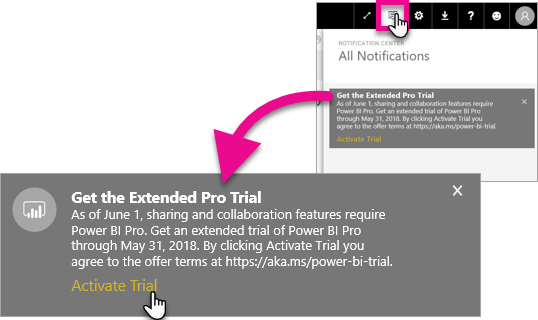 ?
NOTIFICATION CENTER
All Notifications
Get the Extended Pro Trial
As of June 1, sharing and collaboration features require
Power BI Pro. Get an extended trial of Power BI Pro
through May 31, 2018. By clicking Activate Trial you
agree to the offer terms at https://aka.ms/power-bi-trial.
Activate Trial
Get the Extended Pro Trial
As of June 1, sharing and collaboration features require
Power BI Pro. Get an extended trial of Power BI Pro
through May 31, 2018. By clicking Activate Trial you
agree to the offer terms at https://aka.ms/power-bi-trial.
Activate Trial